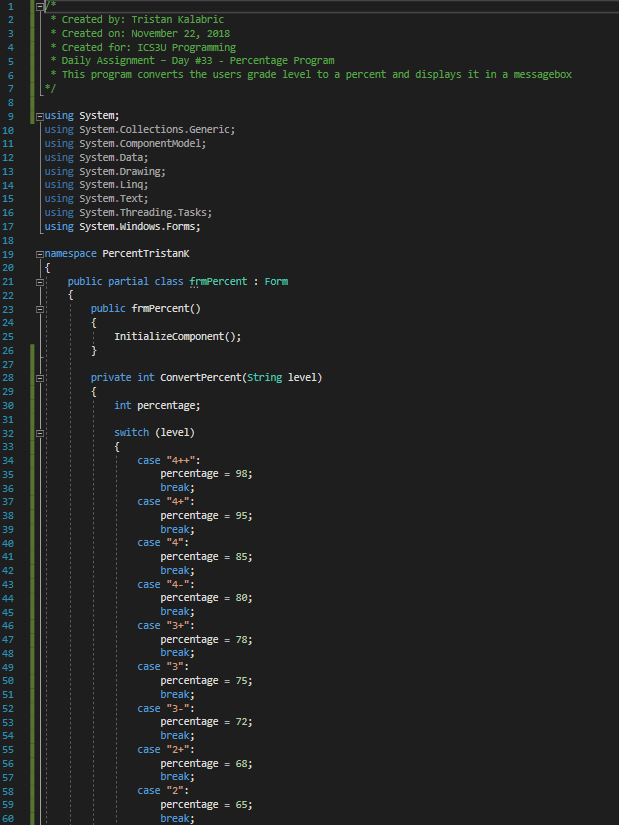 1 /*
2 * Created by: Tristan Kalabric
3 * Created on: November 22, 2018
4 * Created for: ICS3U Programming
5 * Daily Assignment – Day #33 - Percentage Program
6 * This program converts the users grade level to a percent and displays it in a messagebox
7 */
8
9 using System;
10 using System.Collections.Generic;
11 using System.ComponentModel;
12 using System.Data;
13 using System.Drawing;
14 using System.Linq;
15 using System.Text;
16 using System.Threading.Tasks;
17 using System.Windows.Forms;
18
19 namespace PercentTristanK
20 {
21 public partial class frmPercent : Form
22 {
23 public frmPercent()
24 {
25 InitializeComponent();
26 }
27
28 private int ConvertPercent(String level)
29 {
30 int percentage;
31
32 switch (level)
33 {
34 case "4++":
35 percentage = 98;
36 break;
37 case "4+":
38 percentage = 95;
39 break;
40 case "4":
41 percentage = 85;
42 break;
43 case "4-":
44 percentage = 80;
45 break;
46 case "3+":
47 percentage = 78;
48 break;
49 case "3":
50 percentage = 75;
51 break;
52 case "3-":
53 percentage = 72;
54 break;
55 case "2+":
56 percentage = 68;
57 break;
58 case "2":
59 percentage = 65;
60 break;